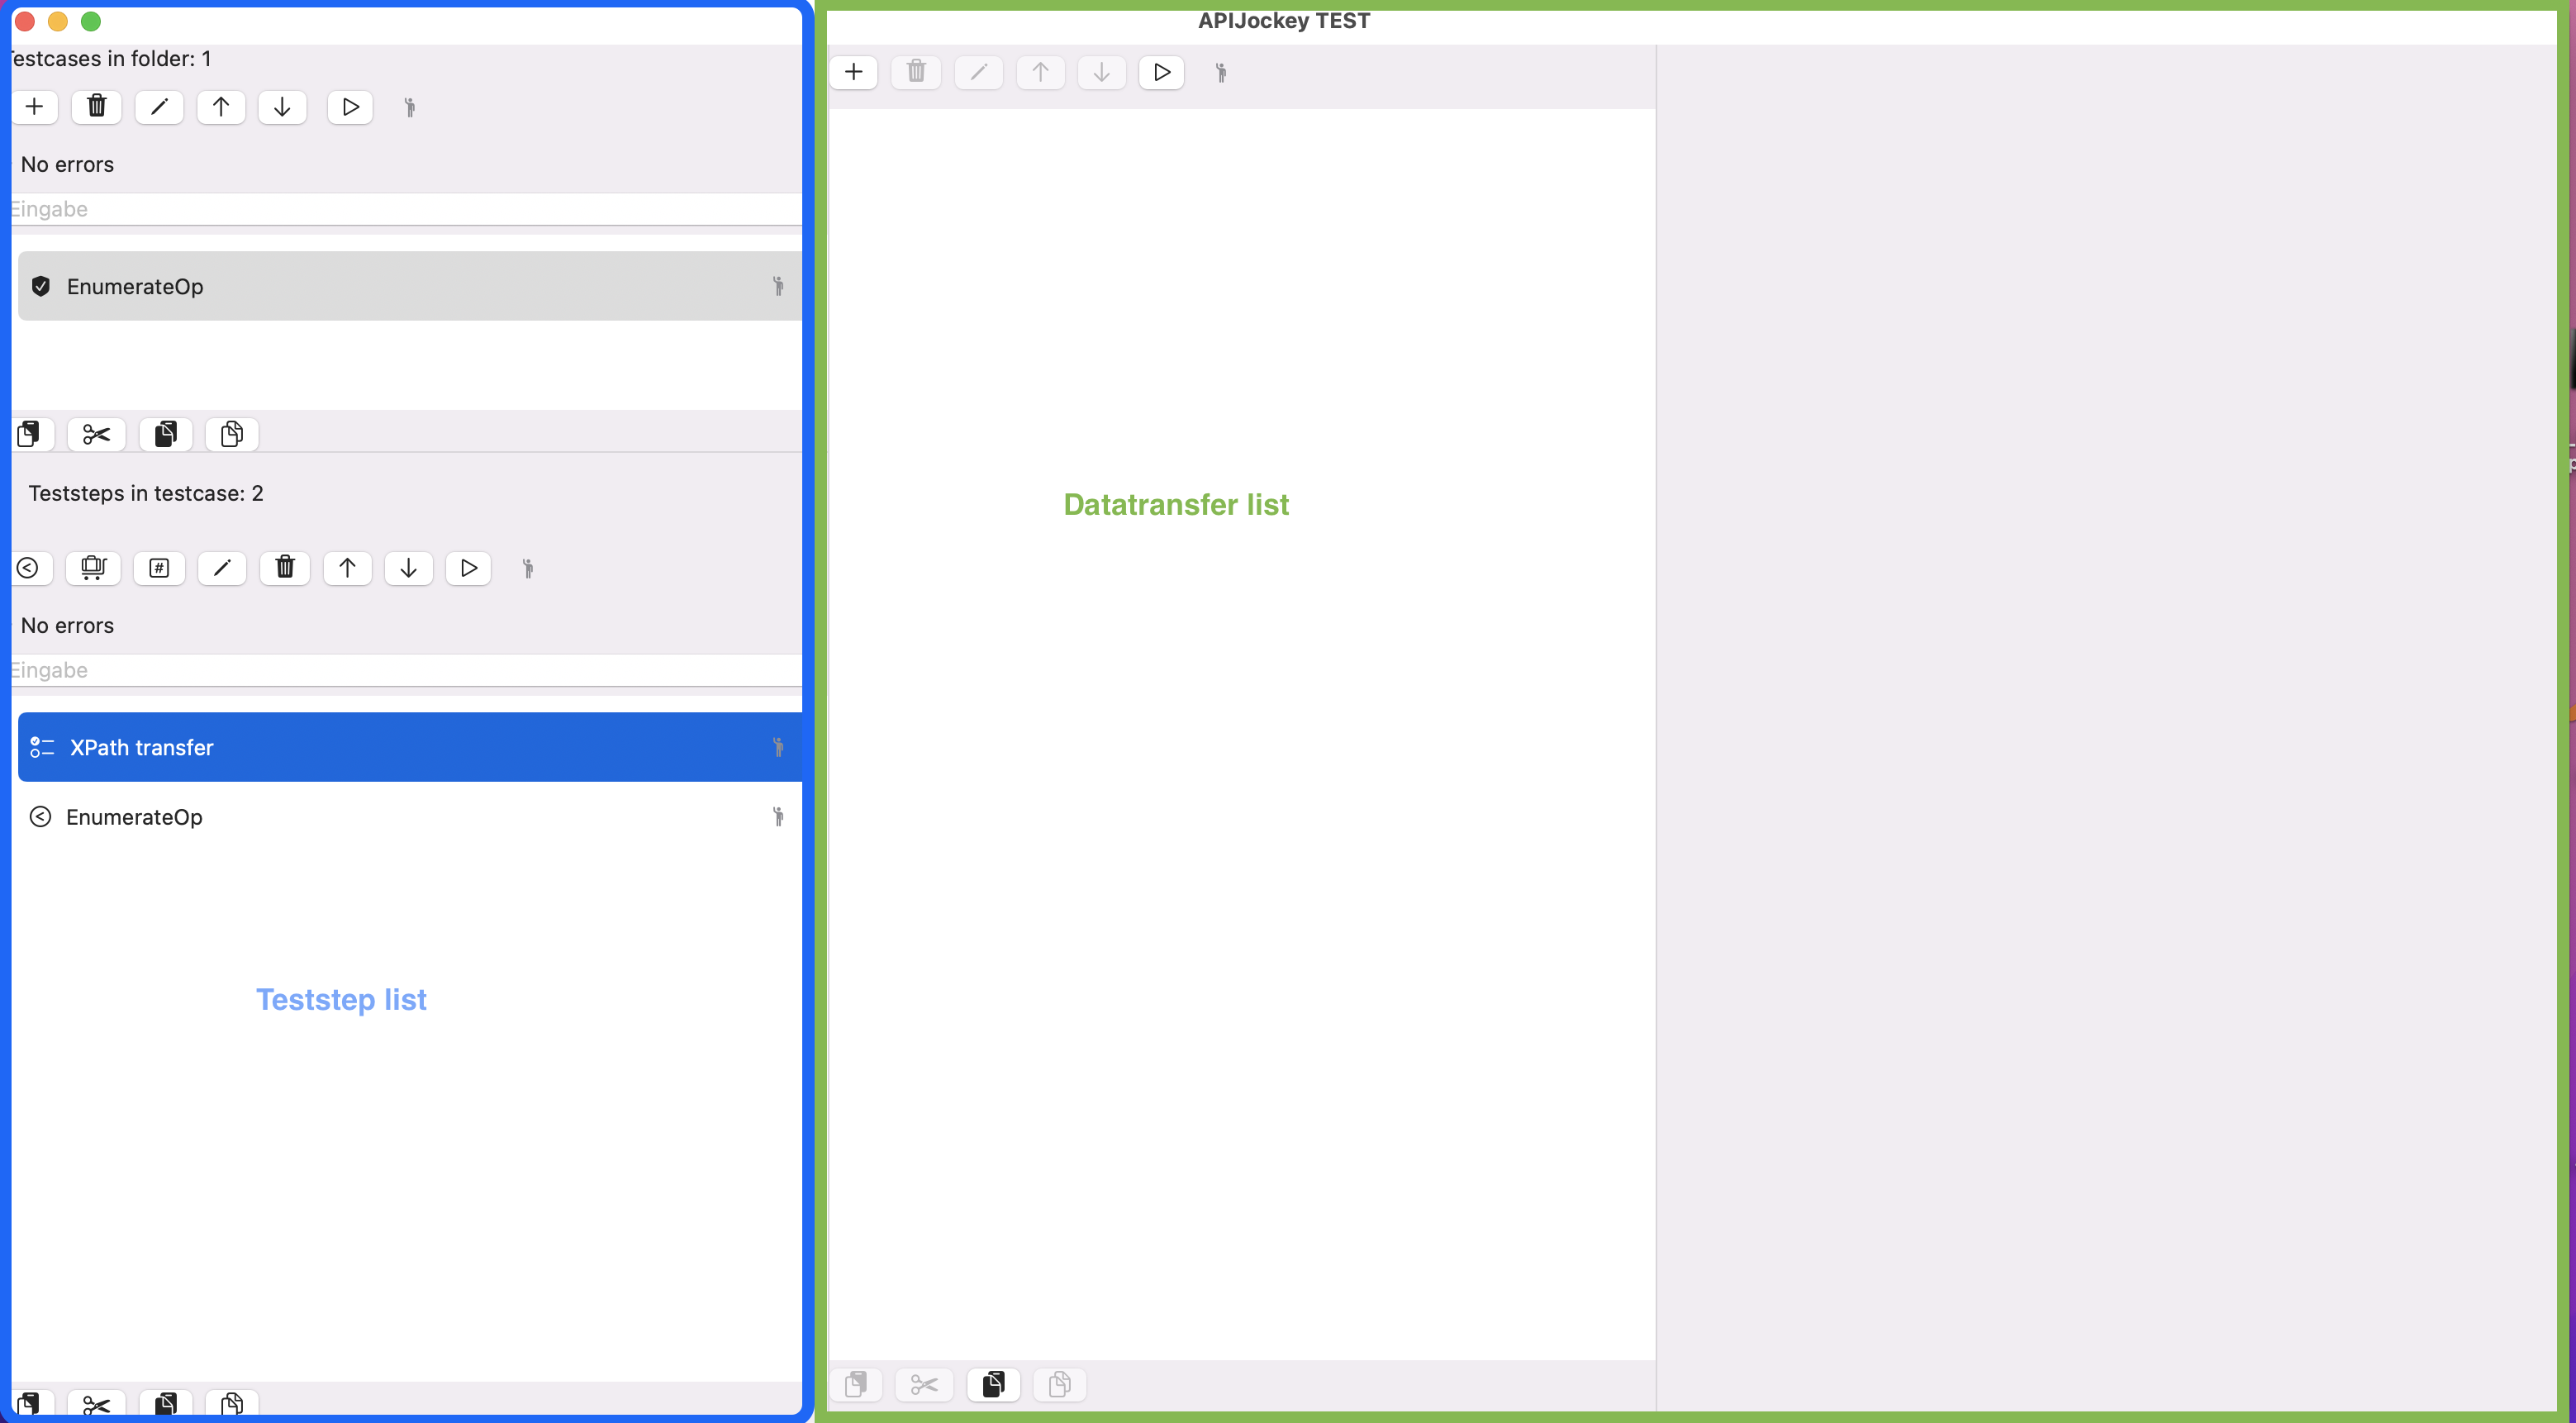 APIJockey TEST
Testcases in folder: 1
No errors
Eingabe
EnumerateOp
Teststeps in testcase: 2
No errors
Eingabe
XPath transfer
EnumerateOp
Teststep list
Datatransfer list